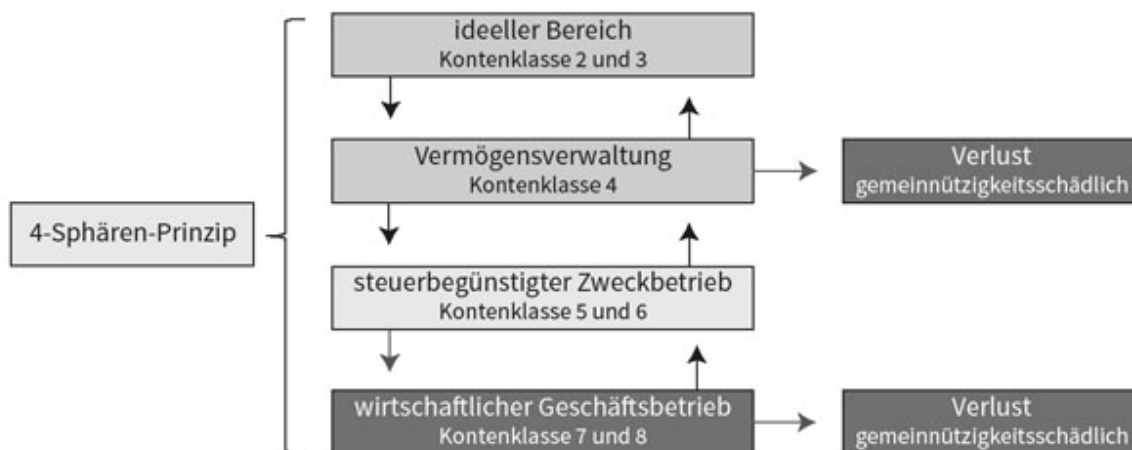 ideeller Bereich
Kontenklasse 2 und 3
Vermögensverwaltung
Kontenklasse 4
Verlust
gemeinnützigkeitsschädlich
4-Sphären-Prinzip
steuerbegünstigter Zweckbetrieb
Kontenklasse 5 und 6
wirtschaftlicher Geschäftsbetrieb
Kontenklasse 7 und 8
Verlust
gemeinnützigkeitsschädlich